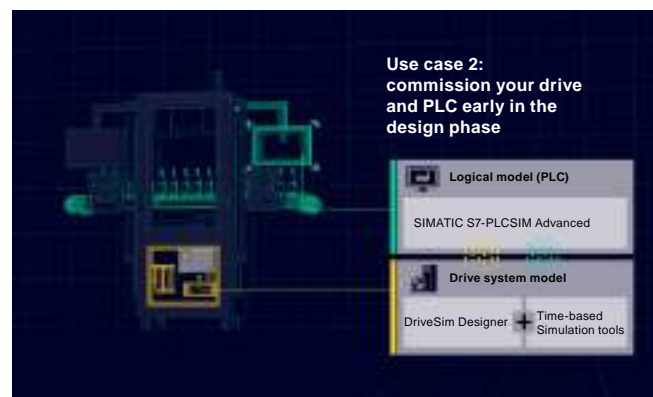 Use case 2:
commission your drive
and PLC early in the
design phase
Logical model (PLC)
SIMATIC S7-PLCSIM Advanced
Drive system model
DriveSim Designer
Time-based
Simulation tools